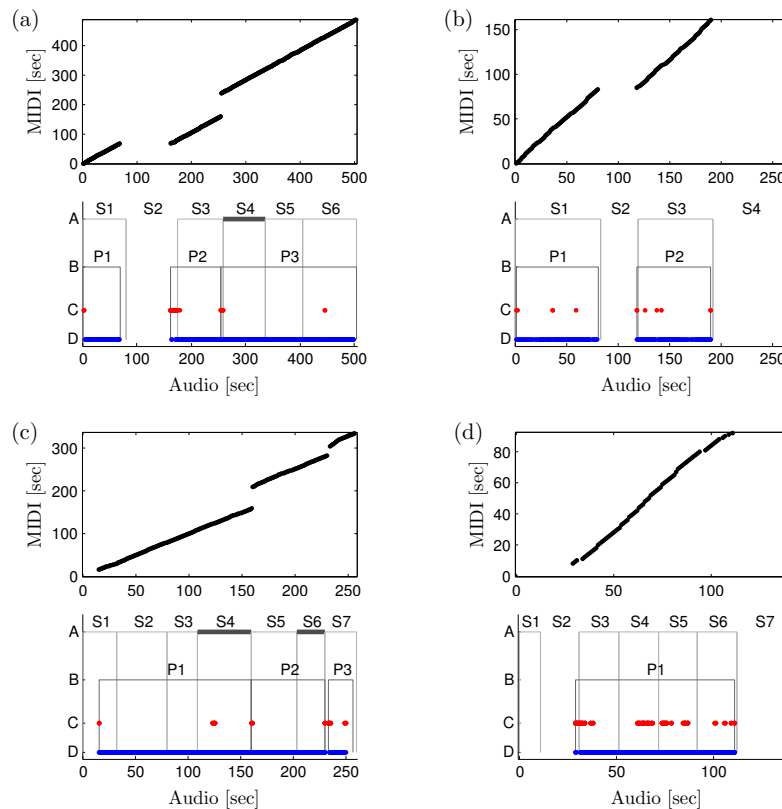 (a)
MIDI [sec]
400
300
200
100
0
0 100 200 300 400 500
S1 S2 S3 S4 S5 S6
A
P1 P2 P3
B
C
D
0 100 200 300 400 500
Audio [sec]
(b)
MIDI [sec]
150
100
50
0
0 50 100 150 200 250
S1 S2 S3 S4
A
P1 P2
B
C
D
0 50 100 150 200 250
Audio [sec]
(c)
MIDI [sec]
300
200
100
0
0 50 100 150 200 250
S1 S2 S3 S4 S5 S6 S7
A
P1 P2 P3
B
C
D
0 50 100 150 200 250
Audio [sec]
(d)
MIDI [sec]
80
60
40
20
0
0 50 100
S1 S2 S3 S4 S5 S6 S7
A
P1
B
C
D
0 50 100
Audio [sec]